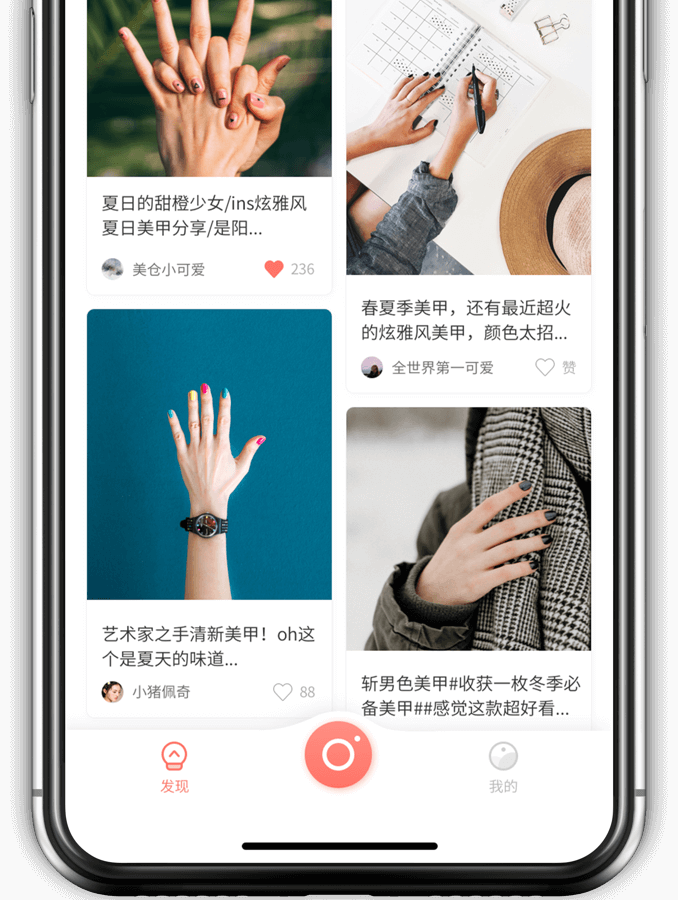 夏日的甜橙少女/ins炫雅风
夏日美甲分享/是阳...
美仓小可爱
236
春夏季美甲，还有最近超火
的炫雅风美甲，颜色太招...
全世界第一可爱
赞
艺术家之手清新美甲！oh这
个是夏天的味道...
小猪佩奇
88
斩男色美甲#收获一枚冬季必
备美甲##感觉这款超好看...
发现
我的